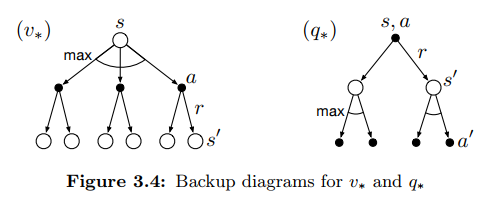 (v*) s
max
a
r
s′
(q*) s, a
r
s′
max
a′
Figure 3.4: Backup diagrams for v* and q*